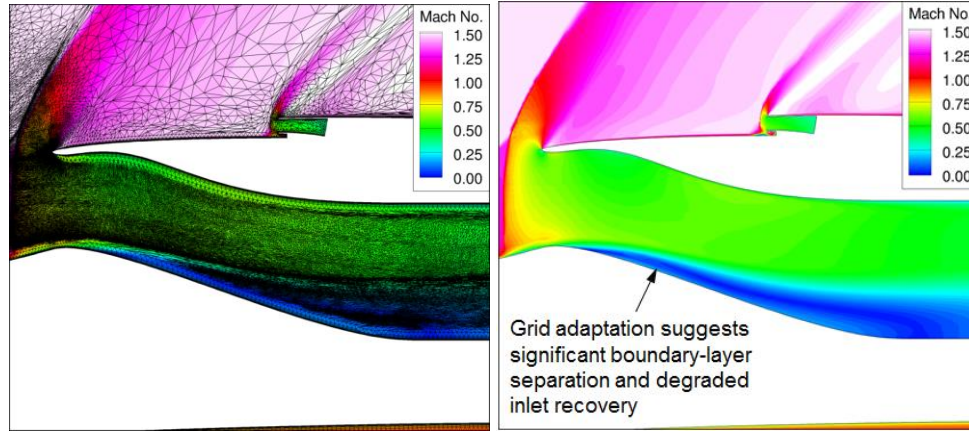 Mach No.
1.50
1.25
1.00
0.75
0.50
0.25
0.00
Mach No.
1.50
1.25
1.00
0.75
0.50
0.25
0.00
Grid adaptation suggests
significant boundary-layer
separation and degraded
inlet recovery